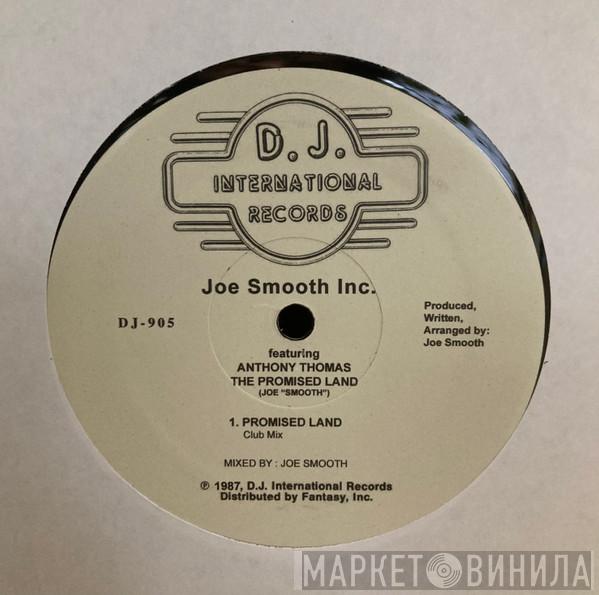 D.J.
INTERNATIONAL
RECORDS
Joe Smooth Inc.
DJ-905
Produced,
Written,
Arranged by:
Joe Smooth
featuring
ANTHONY THOMAS
THE PROMISED LAND
(JOE "SMOOTH")
1. PROMISED LAND
Club Mix
MIXED BY : JOE SMOOTH
℗ 1987, D.J. International Records
Distributed by Fantasy, Inc.
МАРКЕТ ВИНИЛА